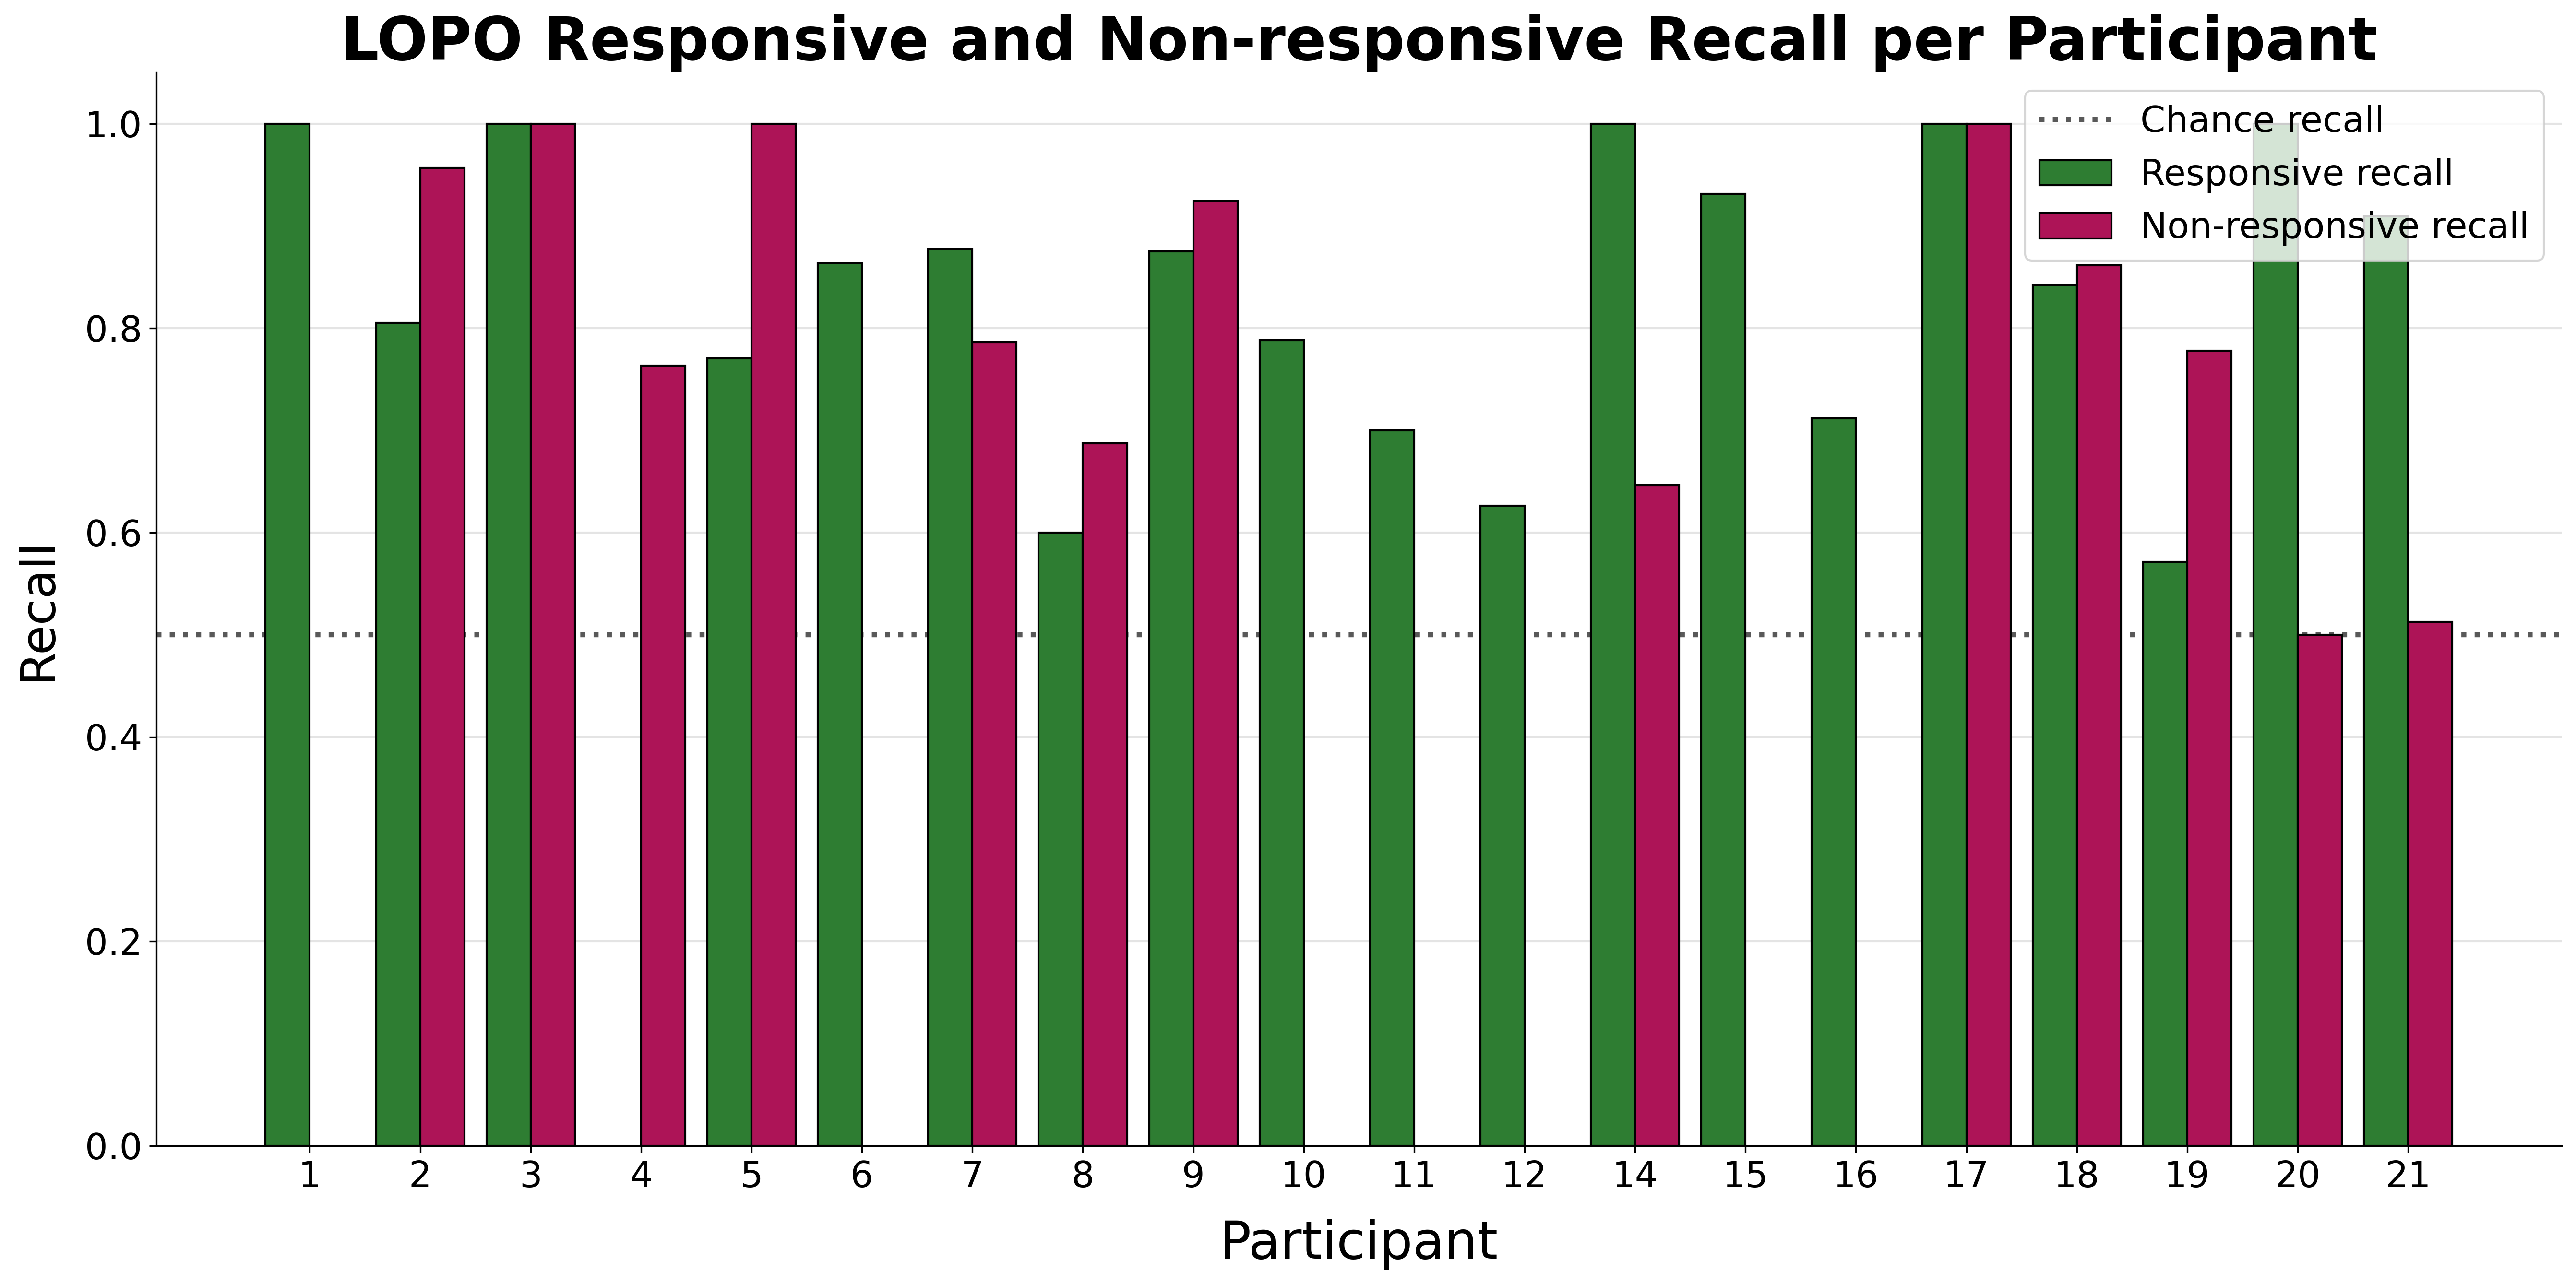 LOPO Responsive and Non-responsive Recall per Participant
Chance recall
Responsive recall
Non-responsive recall
1.0
0.8
0.6
0.4
0.2
0.0
Recall
1 2 3 4 5 6 7 8 9 10 11 12 14 15 16 17 18 19 20 21
Participant